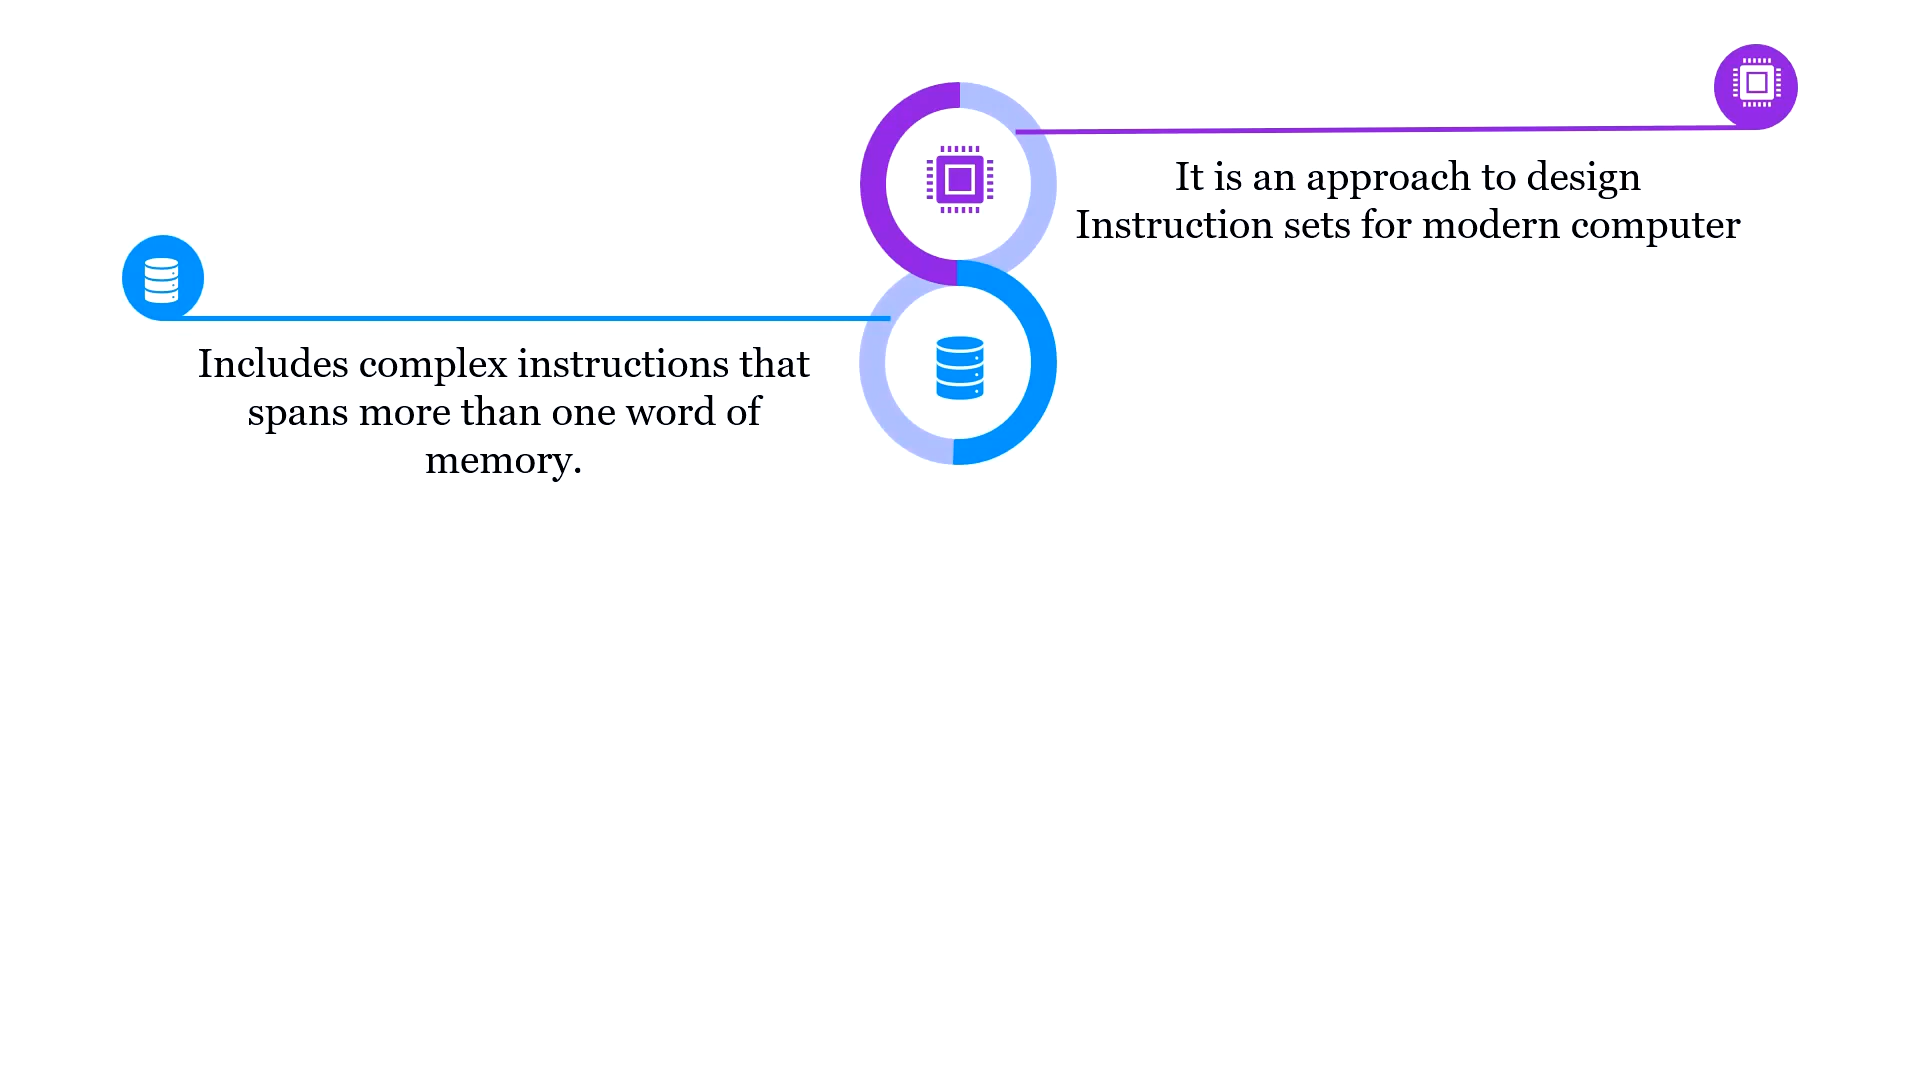 It is an approach to design
Instruction sets for modern computer
Includes complex instructions that
spans more than one word of
memory.